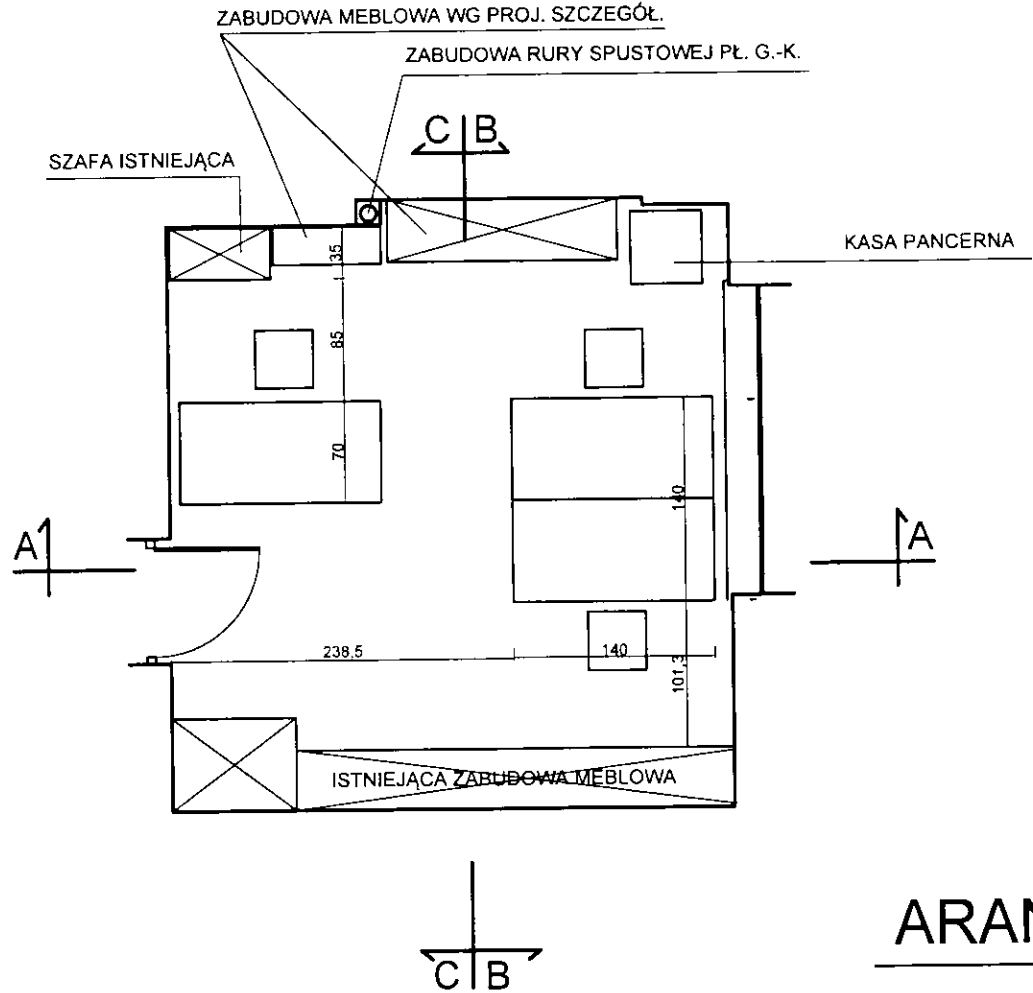 ZABUDOWA MEBLOWA WG PROJ. SZCZEGÓŁ.
ZABUDOWA RURY SPUSTOWEJ PŁ. G.-K.
C B
SZAFA ISTNIEJĄCA
KASA PANCERNA
35
85
70
140
A
A
238,5
140
101,3
ISTNIEJĄCA ZABUDOWA MEBLOWA
ARAN
C B